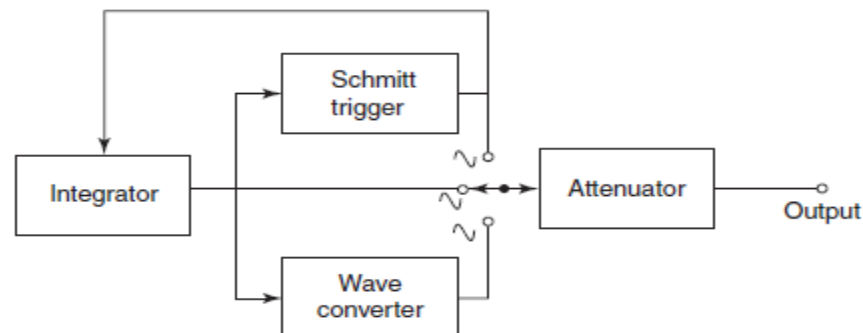 Schmitt
trigger
Integrator
Attenuator
Output
Wave
converter